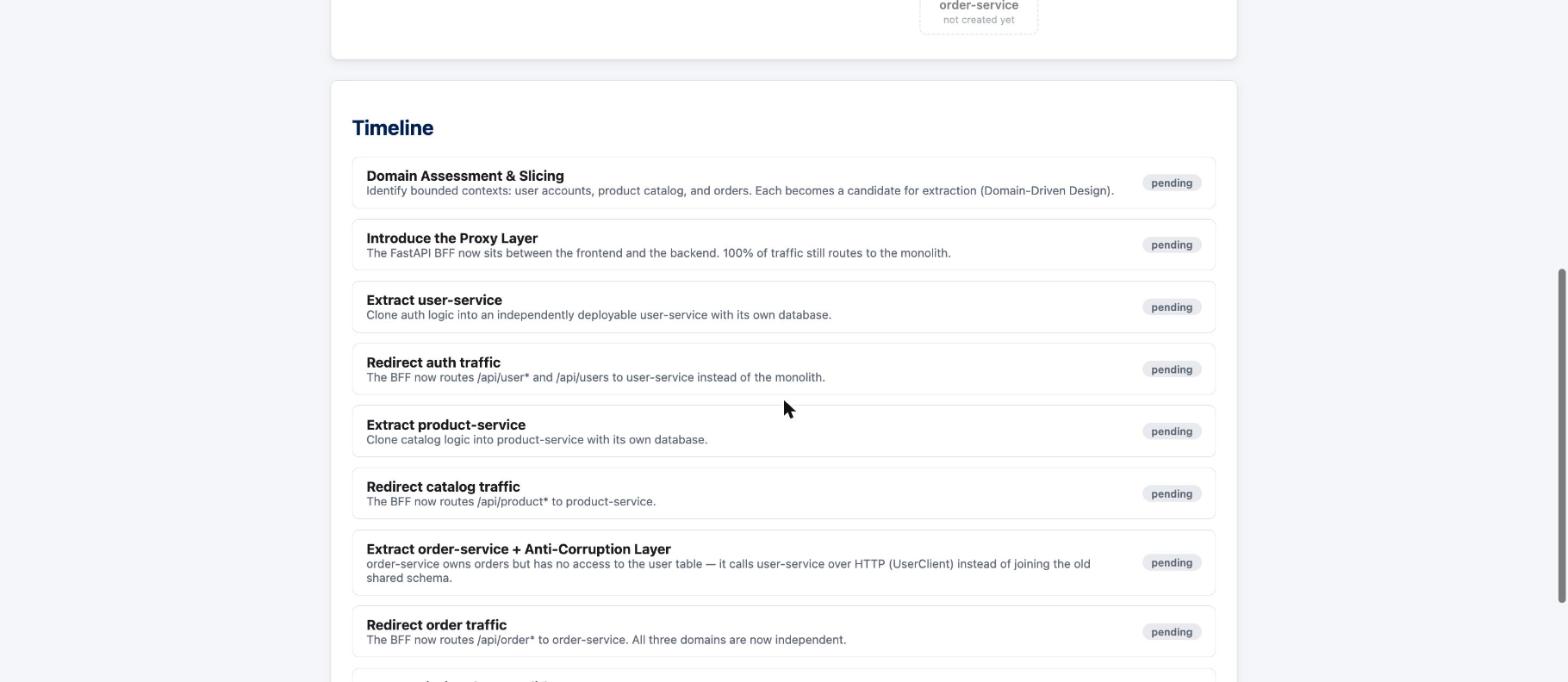 order-service
not created yet
Timeline
Domain Assessment & Slicing
Identify bounded contexts: user accounts, product catalog, and orders. Each becomes a candidate for extraction (Domain-Driven Design).
pending
Introduce the Proxy Layer
The FastAPI BFF now sits between the frontend and the backend. 100% of traffic still routes to the monolith.
pending
Extract user-service
Clone auth logic into an independently deployable user-service with its own database.
pending
Redirect auth traffic
The BFF now routes /api/user* and /api/users to user-service instead of the monolith.
pending
Extract product-service
Clone catalog logic into product-service with its own database.
pending
Redirect catalog traffic
The BFF now routes /api/product* to product-service.
pending
Extract order-service + Anti-Corruption Layer
order-service owns orders but has no access to the user table — it calls user-service over HTTP (UserClient) instead of joining the old
shared schema.
pending
Redirect order traffic
The BFF now routes /api/order* to order-service. All three domains are now independent.
pending